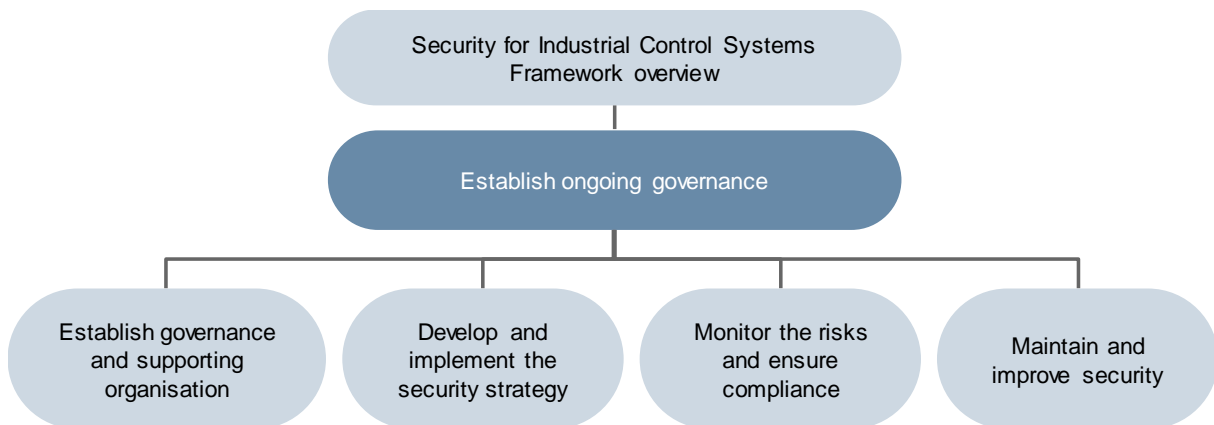 Security for Industrial Control Systems
Framework overview
Establish ongoing governance
Establish governance
and supporting
organisation
Develop and
implement the
security strategy
Monitor the risks
and ensure
compliance
Maintain and
improve security